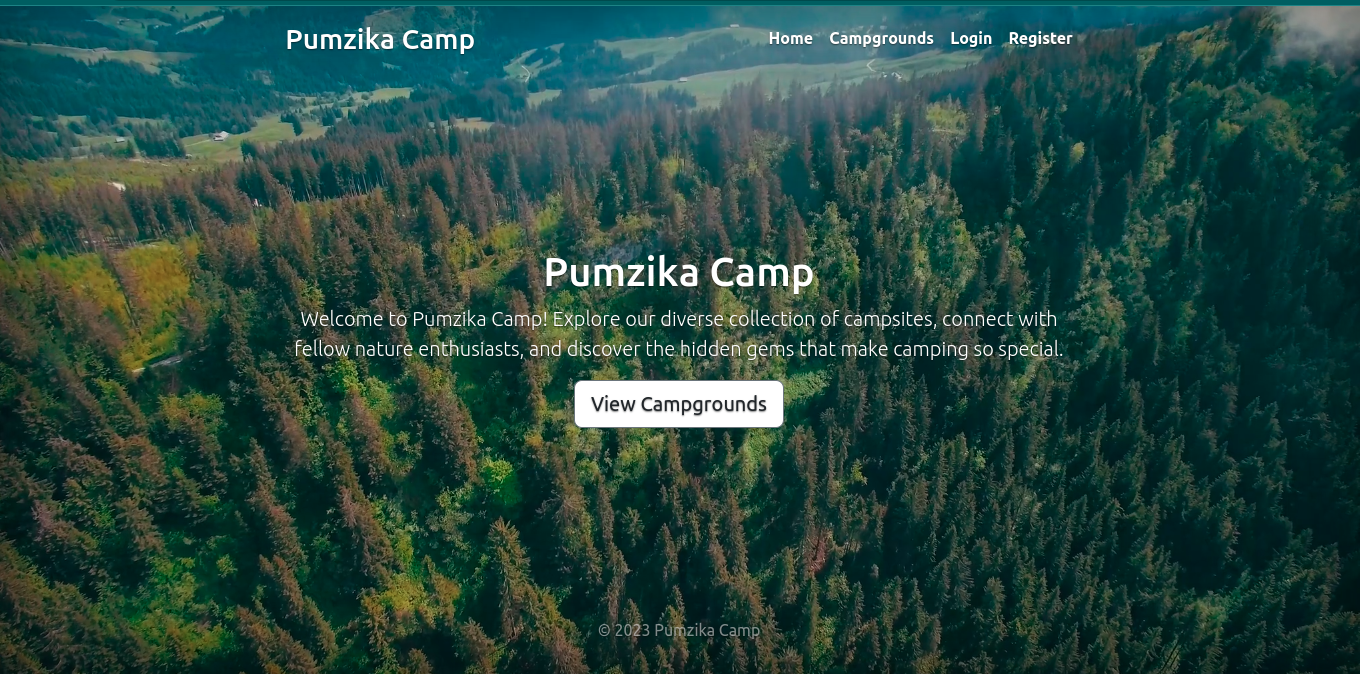 Pumzika Camp
Home Campgrounds Login Register
Pumzika Camp
Welcome to Pumzika Camp! Explore our diverse collection of campsites, connect with
fellow nature enthusiasts, and discover the hidden gems that make camping so special.
View Campgrounds
© 2023 Pumzika Camp